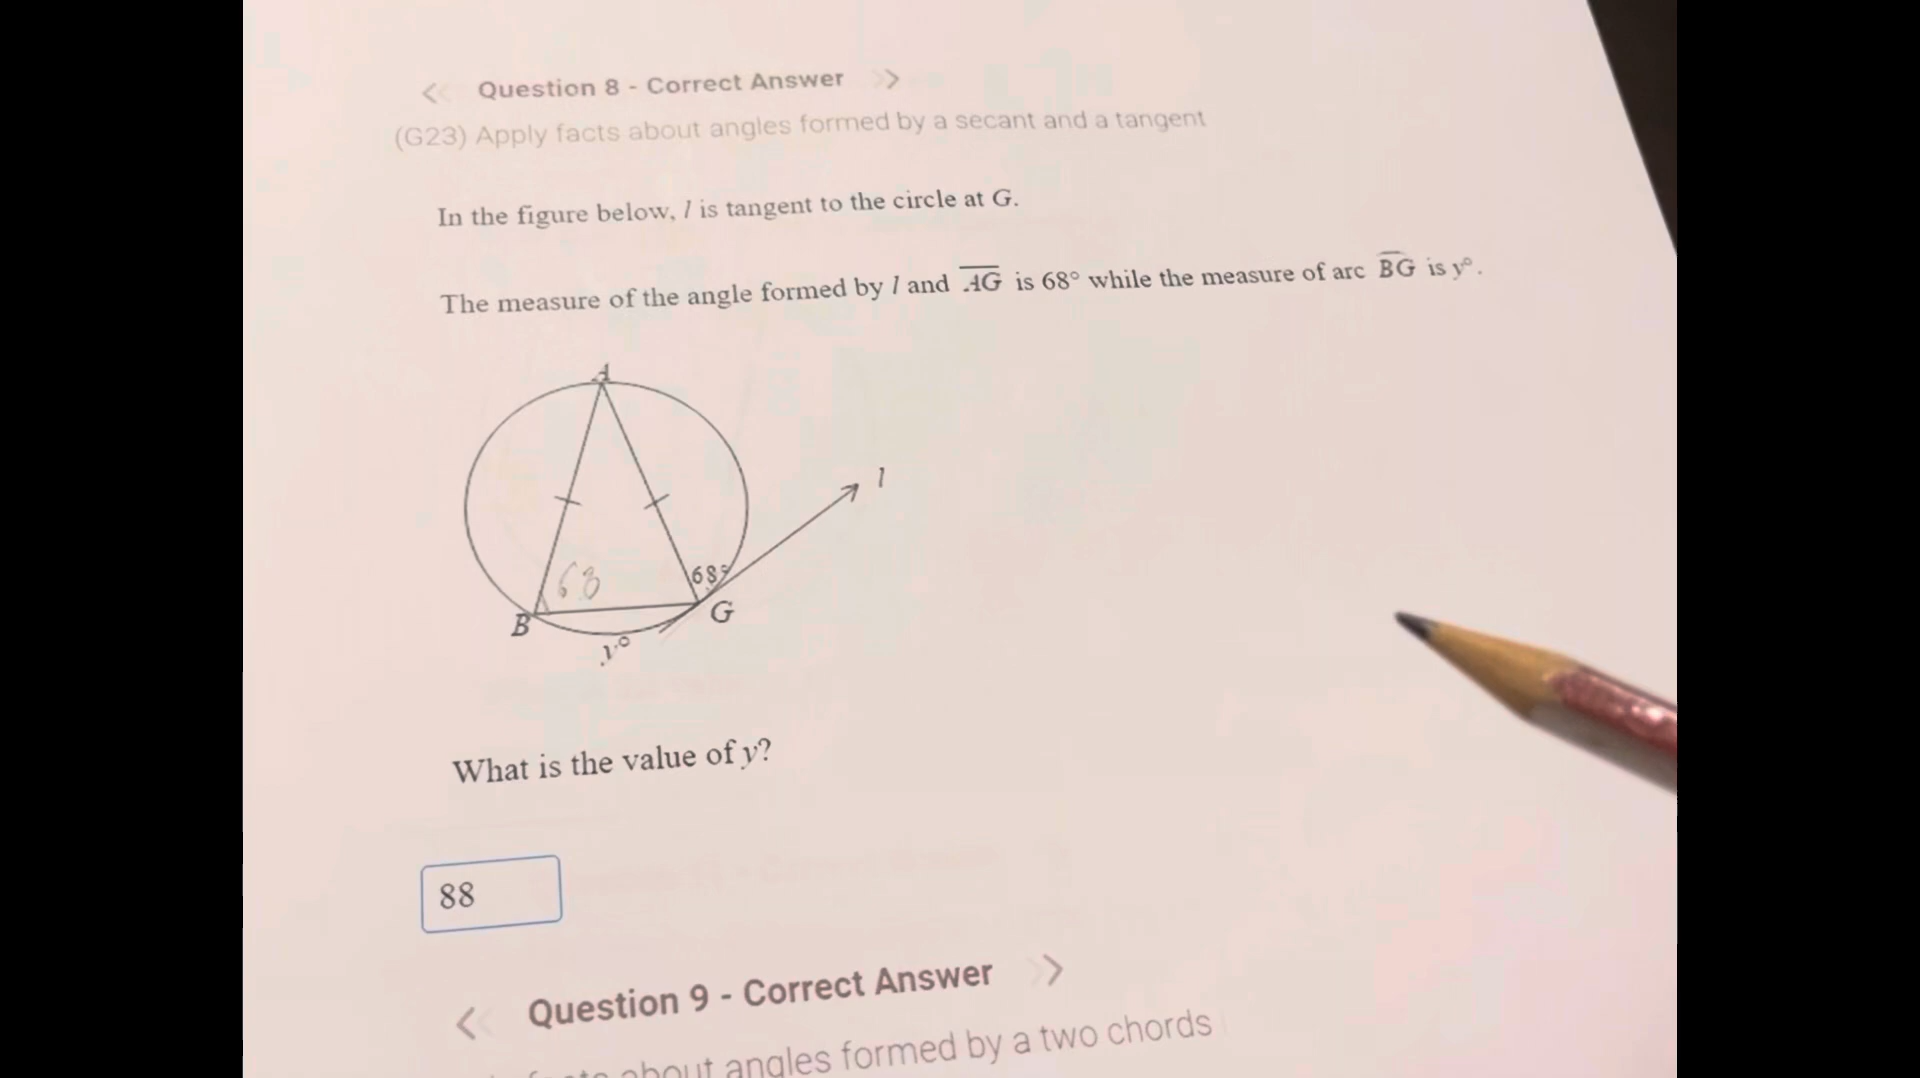 Question 8 - Correct Answer
(G23) Apply facts about angles formed by a secant and a tangent
In the figure below, l is tangent to the circle at G.
The measure of the angle formed by l and AG is 68° while the measure of arc BG is y°.
A
l
68
68°
B
G
y°
What is the value of y?
88
Question 9 - Correct Answer
facts about angles formed by a two chords